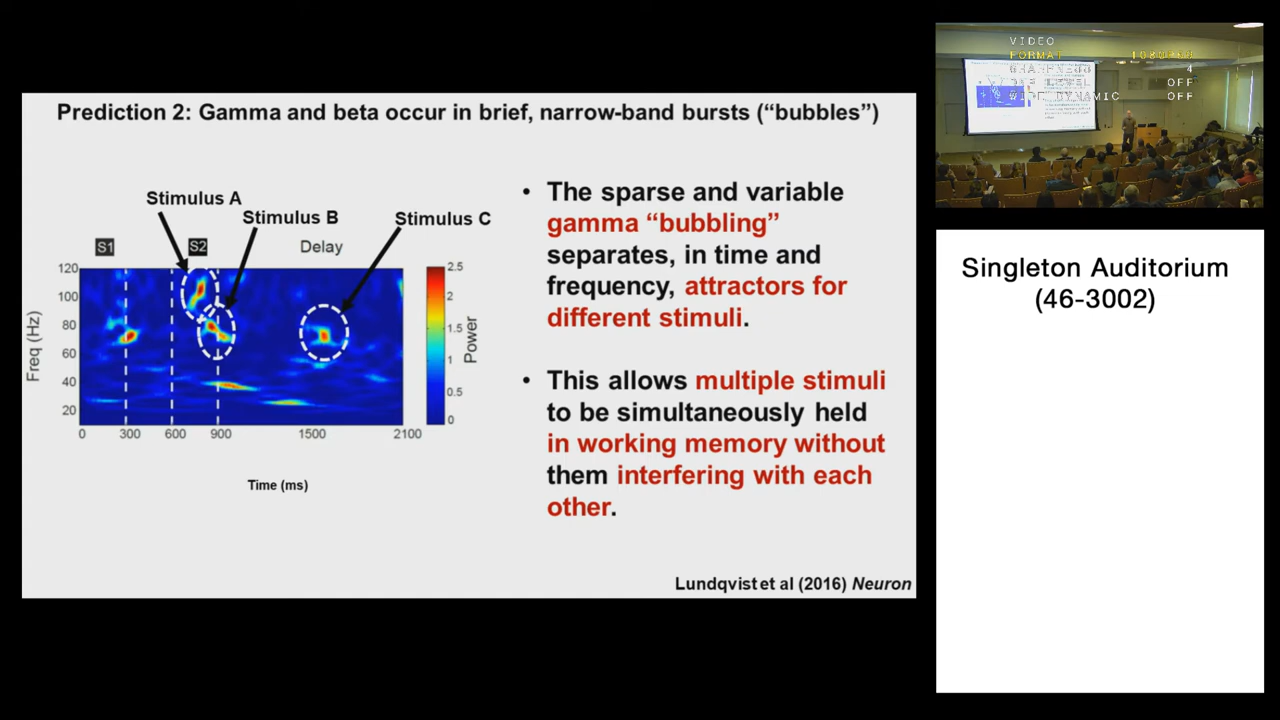 Prediction 2: Gamma and beta occur in brief, narrow-band bursts (“bubbles”)
Stimulus A
Stimulus B
Stimulus C
S1
S2
Delay
120
100
80
60
40
20
Freq (Hz)
0
300
600
900
1500
2100
Time (ms)
2.5
2
1.5
1
0.5
0
Power
• The sparse and variable
gamma “bubbling”
separates, in time and
frequency, attractors for
different stimuli.
• This allows multiple stimuli
to be simultaneously held
in working memory without
them interfering with each
other.
Lundqvist et al (2016) Neuron
VIDEO
FORMAT
4
OFF
DYNAMIC OFF
Singleton Auditorium
(46-3002)